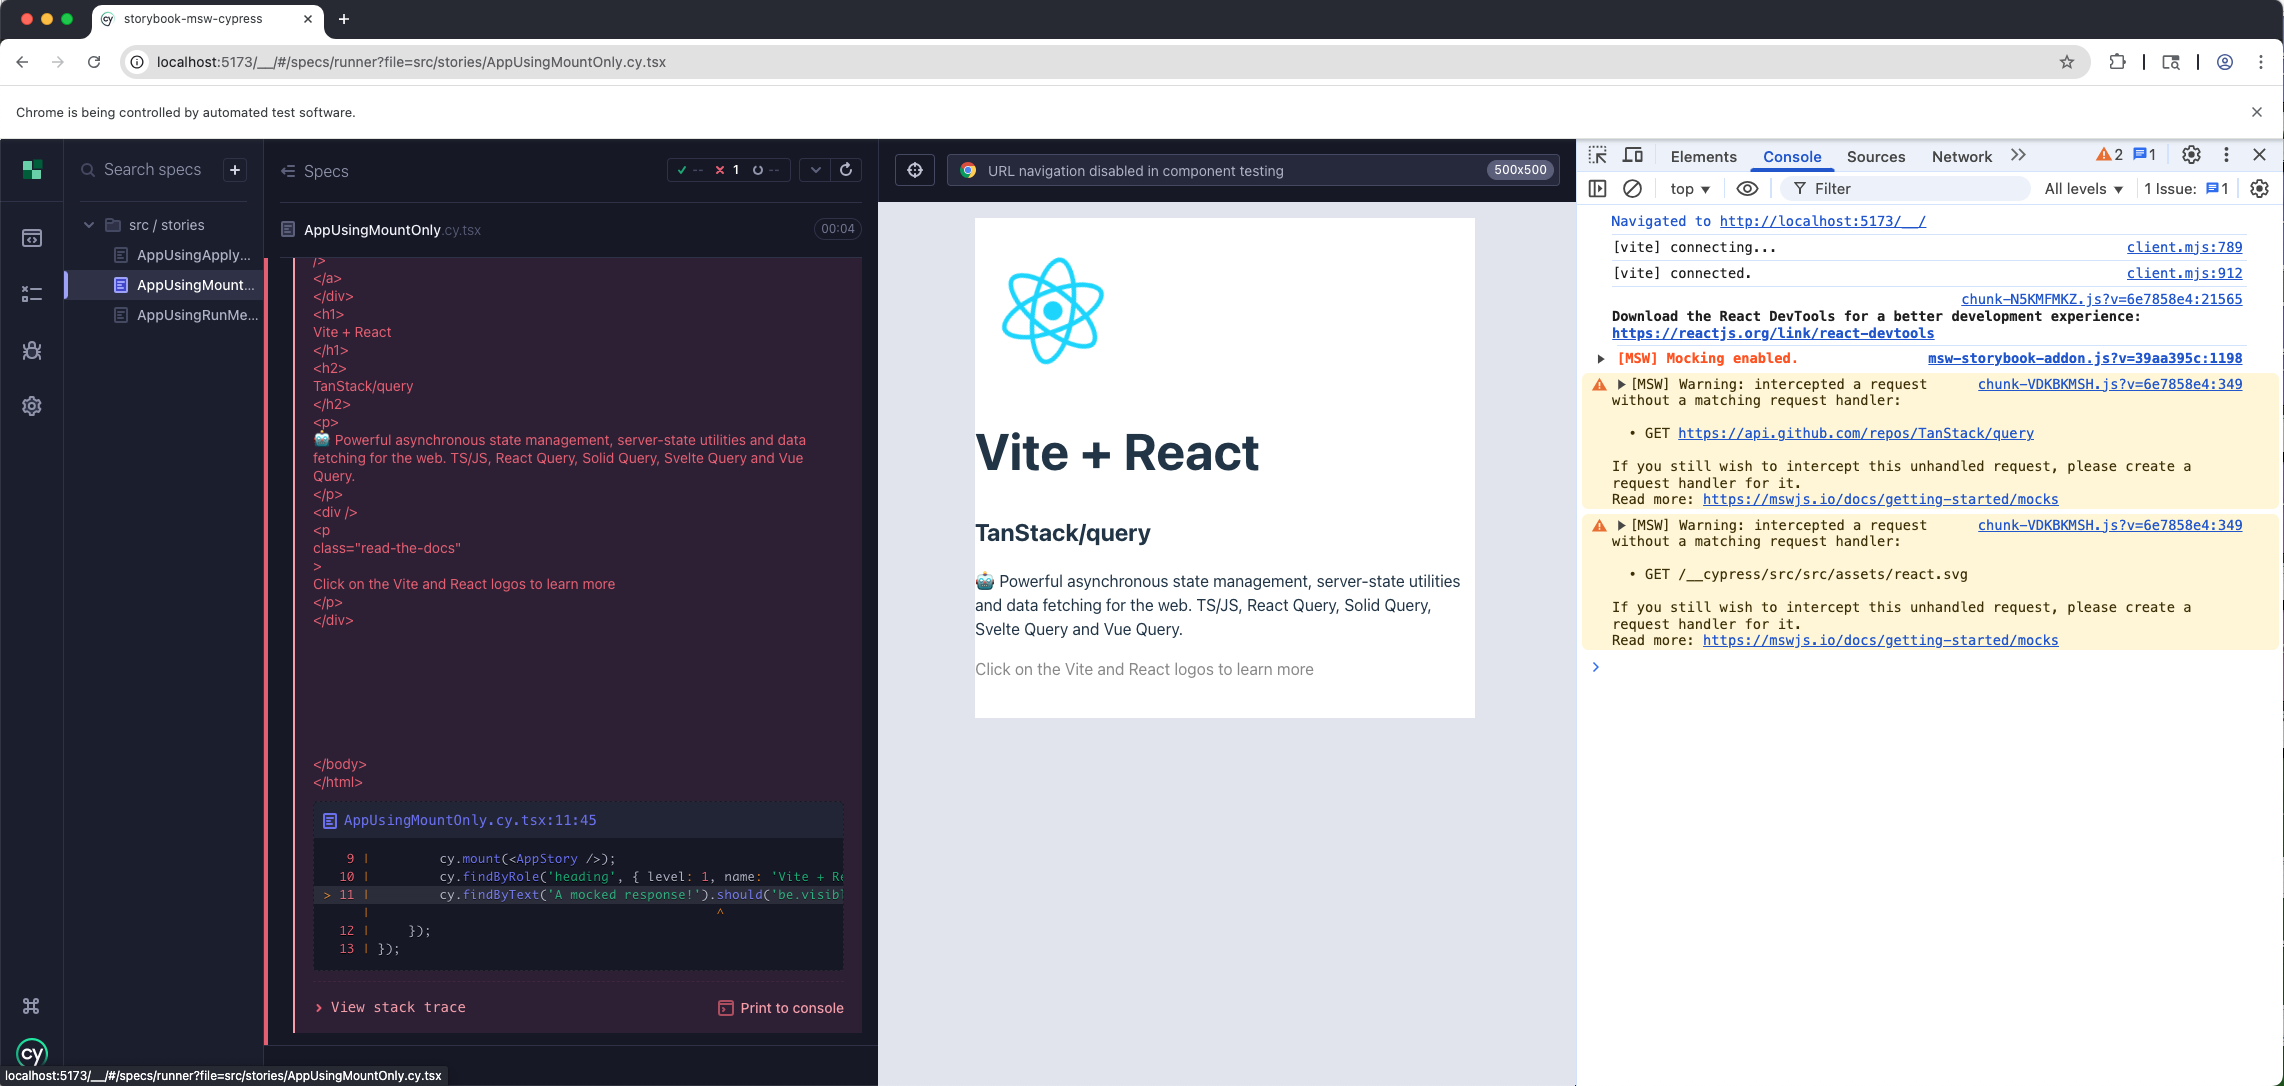 storybook-msw-cypress
localhost:5173/__/#/specs/runner?file=src/stories/AppUsingMountOnly.cy.tsx
Chrome is being controlled by automated test software.
Search specs
src / stories
AppUsingApply...
AppUsingMount...
AppUsingRunMe...
cy
localhost:5173/__/#/specs/runner?file=src/stories/AppUsingMountOnly.cy.tsx
Specs
-- 1 --
AppUsingMountOnly.cy.tsx 00:04
/>
</a>
</div>
<h1>
Vite + React
</h1>
<h2>
TanStack/query
</h2>
<p>
🤖 Powerful asynchronous state management, server-state utilities and data
fetching for the web. TS/JS, React Query, Solid Query, Svelte Query and Vue
Query.
</p>
<div />
<p
class="read-the-docs"
>
Click on the Vite and React logos to learn more
</p>
</div>
</body>
</html>
AppUsingMountOnly.cy.tsx:11:45
9 | cy.mount(<AppStory />);
10 | cy.findByRole('heading', { level: 1, name: 'Vite + Re
> 11 | cy.findByText('A mocked response!').should('be.visibl
| ^
12 | });
13 | });
View stack trace
Print to console
URL navigation disabled in component testing
500x500
Vite + React
TanStack/query
🤖 Powerful asynchronous state management, server-state utilities
and data fetching for the web. TS/JS, React Query, Solid Query,
Svelte Query and Vue Query.
Click on the Vite and React logos to learn more
Elements Console Sources Network 2 1
top Filter All levels 1 Issue: 1
Navigated to http://localhost:5173/__/
[vite] connecting... client.mjs:789
[vite] connected. client.mjs:912
chunk-N5KMFMKZ.js?v=6e7858e4:21565
Download the React DevTools for a better development experience:
https://reactjs.org/link/react-devtools
[MSW] Mocking enabled. msw-storybook-addon.js?v=39aa395c:1198
[MSW] Warning: intercepted a request chunk-VDKBKMSH.js?v=6e7858e4:349
without a matching request handler:
• GET https://api.github.com/repos/TanStack/query
If you still wish to intercept this unhandled request, please create a
request handler for it.
Read more: https://mswjs.io/docs/getting-started/mocks
[MSW] Warning: intercepted a request chunk-VDKBKMSH.js?v=6e7858e4:349
without a matching request handler:
• GET /__cypress/src/src/assets/react.svg
If you still wish to intercept this unhandled request, please create a
request handler for it.
Read more: https://mswjs.io/docs/getting-started/mocks